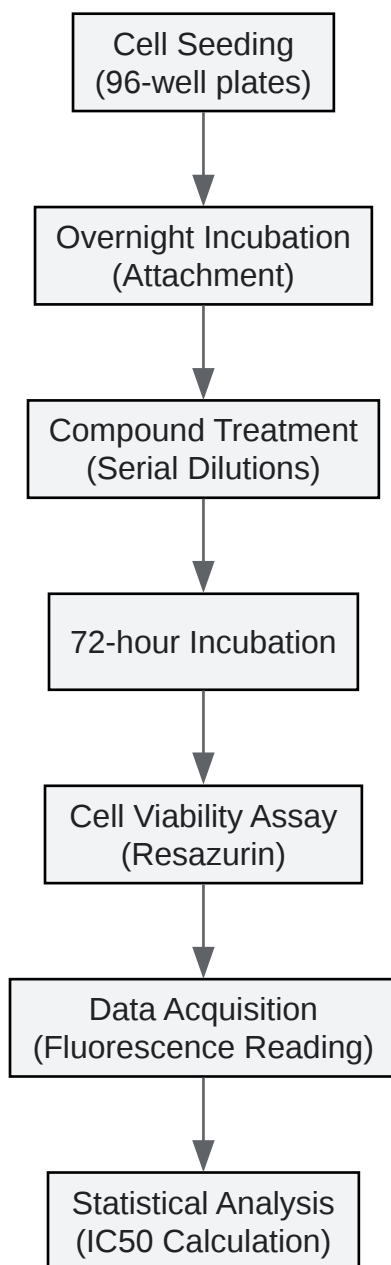 Cell Seeding
(96-well plates)
Overnight Incubation
(Attachment)
Compound Treatment
(Serial Dilutions)
72-hour Incubation
Cell Viability Assay
(Resazurin)
Data Acquisition
(Fluorescence Reading)
Statistical Analysis
(IC50 Calculation)